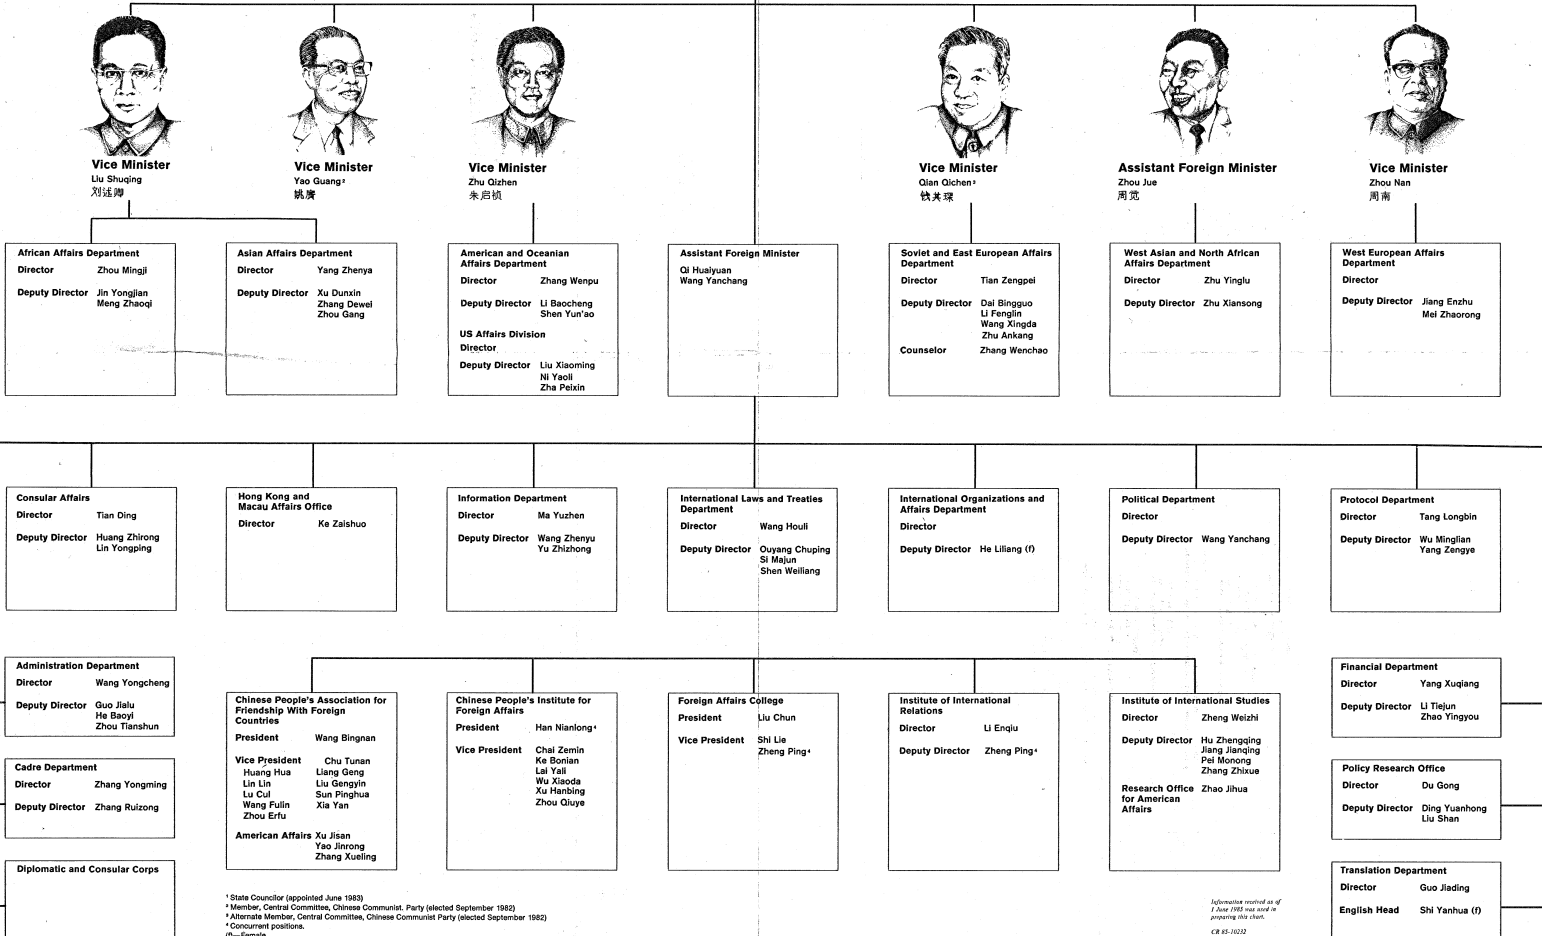 Vice Minister
Liu Shuqing
刘述卿
Vice Minister
Yao Guang²
姚广
Vice Minister
Zhu Qizhen
朱启祯
Vice Minister
Qian Qichen³
钱其琛
Assistant Foreign Minister
Zhou Jue
周觉
Vice Minister
Zhou Nan
周南
African Affairs Department
Director Zhou Mingji
Deputy Director Jin Yongjian
Meng Zhaoqi
Asian Affairs Department
Director Yang Zhenya
Deputy Director Xu Dunxin
Zhang Dewei
Zhou Gang
American and Oceanian
Affairs Department
Director Zhang Wenpu
Deputy Director Li Baocheng
Shen Yun'ao
US Affairs Division
Director
Deputy Director Liu Xiaoming
Ni Yaoli
Zha Peixin
Assistant Foreign Minister
Qi Huaiyuan
Wang Yanchang
Soviet and East European Affairs
Department
Director Tian Zengpei
Deputy Director Dai Bingguo
Li Fenglin
Wang Xingda
Zhu Ankang
Counselor Zhang Wenchao
West Asian and North African
Affairs Department
Director Zhu Yinglu
Deputy Director Zhu Xiansong
West European Affairs
Department
Director
Deputy Director Jiang Enzhu
Mei Zhaorong
Consular Affairs
Director Tian Ding
Deputy Director Huang Zhirong
Lin Yongping
Hong Kong and
Macau Affairs Office
Director Ke Zaishuo
Information Department
Director Ma Yuzhen
Deputy Director Wang Zhenyu
Yu Zhizhong
International Laws and Treaties
Department
Director Wang Houli
Deputy Director Ouyang Chuping
Si Majun
Shen Weiliang
International Organizations and
Affairs Department
Director
Deputy Director He Liliang (f)
Political Department
Director
Deputy Director Wang Yanchang
Protocol Department
Director Tang Longbin
Deputy Director Wu Minglian
Yang Zengye
Administration Department
Director Wang Yongcheng
Deputy Director Guo Jialu
He Baoyi
Zhou Tianshun
Cadre Department
Director Zhang Yongming
Deputy Director Zhang Ruizong
Diplomatic and Consular Corps
Chinese People's Association for
Friendship With Foreign
Countries
President Wang Bingnan
Vice President Chu Tunan
Huang Hua Liang Geng
Lin Lin Liu Gengyin
Lu Cul Sun Pinghua
Wang Fulin Xia Yan
Zhou Erfu
American Affairs Xu Jisan
Yao Jinrong
Zhang Xueling
Chinese People's Institute for
Foreign Affairs
President Han Nianlong⁴
Vice President Chai Zemin
Ke Bonian
Lai Yali
Wu Xiaoda
Xu Hanbing
Zhou Qiuye
Foreign Affairs College
President Liu Chun
Vice President Shi Lie
Zheng Ping⁴
Institute of International
Relations
Director Li Enqiu
Deputy Director Zheng Ping⁴
Institute of International Studies
Director Zheng Weizhi
Deputy Director Hu Zhengqing
Jiang Jianqing
Pei Monong
Zhang Zhixue
Research Office Zhao Jihua
for American
Affairs
Financial Department
Director Yang Xuqiang
Deputy Director Li Tiejun
Zhao Yingyou
Policy Research Office
Director Du Gong
Deputy Director Ding Yuanhong
Liu Shan
Translation Department
Director Guo Jiading
English Head Shi Yanhua (f)
¹ State Councilor (appointed June 1983)
² Member, Central Committee, Chinese Communist. Party (elected September 1982)
³ Alternate Member, Central Committee, Chinese Communist Party (elected September 1982)
⁴ Concurrent positions.
(f)—Female
Information received as of
1 June 1985 was used in
preparing this chart.
CR 85-10232